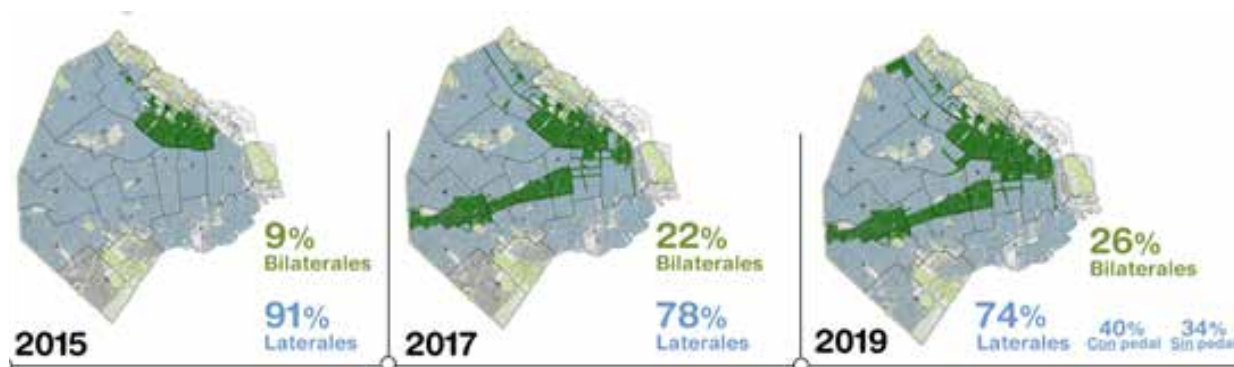 9%
Bilaterales
91%
Laterales
2015
22%
Bilaterales
78%
Laterales
2017
26%
Bilaterales
74%
Laterales
40%
Con pedal
34%
Sin pedal
2019